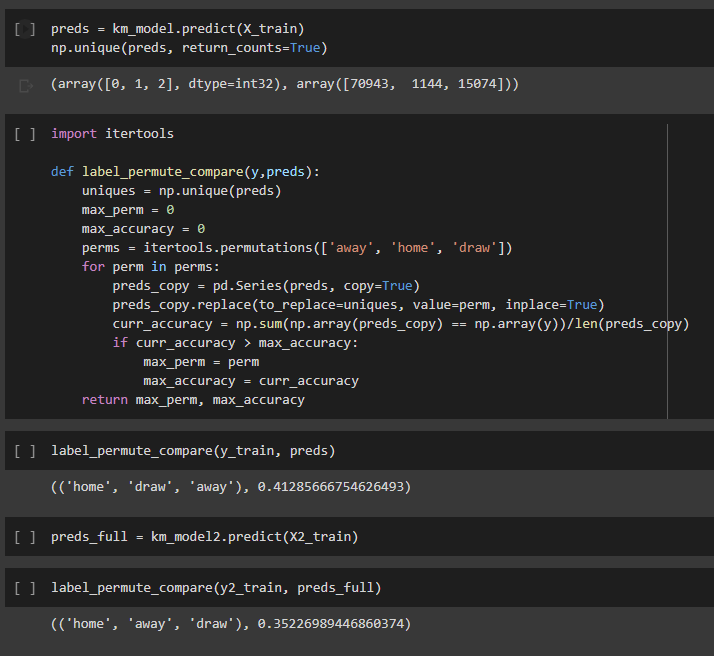 [ ] preds = km_model.predict(X_train)
np.unique(preds, return_counts=True)
(array([0, 1, 2], dtype=int32), array([70943,  1144, 15074]))
[ ] import itertools
def label_permute_compare(y,preds):
    uniques = np.unique(preds)
    max_perm = 0
    max_accuracy = 0
    perms = itertools.permutations(['away', 'home', 'draw'])
    for perm in perms:
        preds_copy = pd.Series(preds, copy=True)
        preds_copy.replace(to_replace=uniques, value=perm, inplace=True)
        curr_accuracy = np.sum(np.array(preds_copy) == np.array(y))/len(preds_copy)
        if curr_accuracy > max_accuracy:
            max_perm = perm
            max_accuracy = curr_accuracy
    return max_perm, max_accuracy
[ ] label_permute_compare(y_train, preds)
(('home', 'draw', 'away'), 0.41285666754626493)
[ ] preds_full = km_model2.predict(X2_train)
[ ] label_permute_compare(y2_train, preds_full)
(('home', 'away', 'draw'), 0.35226989446860374)